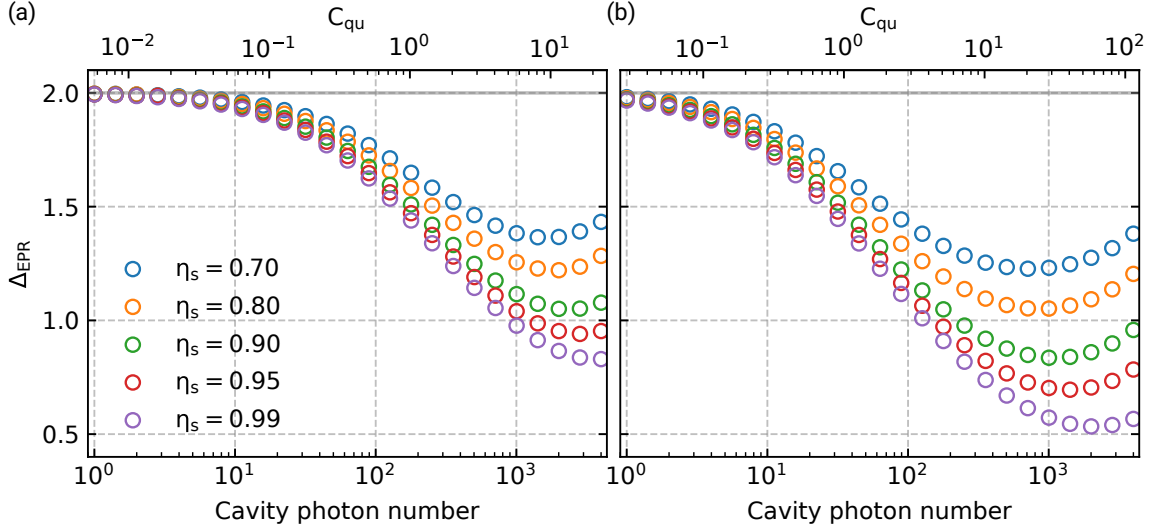 (a)
C_qu
10^-2 10^-1 10^0 10^1
2.0
1.5
1.0
0.5
Δ_EPR
η_s = 0.70
η_s = 0.80
η_s = 0.90
η_s = 0.95
η_s = 0.99
10^0 10^1 10^2 10^3
Cavity photon number
(b)
C_qu
10^-1 10^0 10^1 10^2
10^0 10^1 10^2 10^3
Cavity photon number